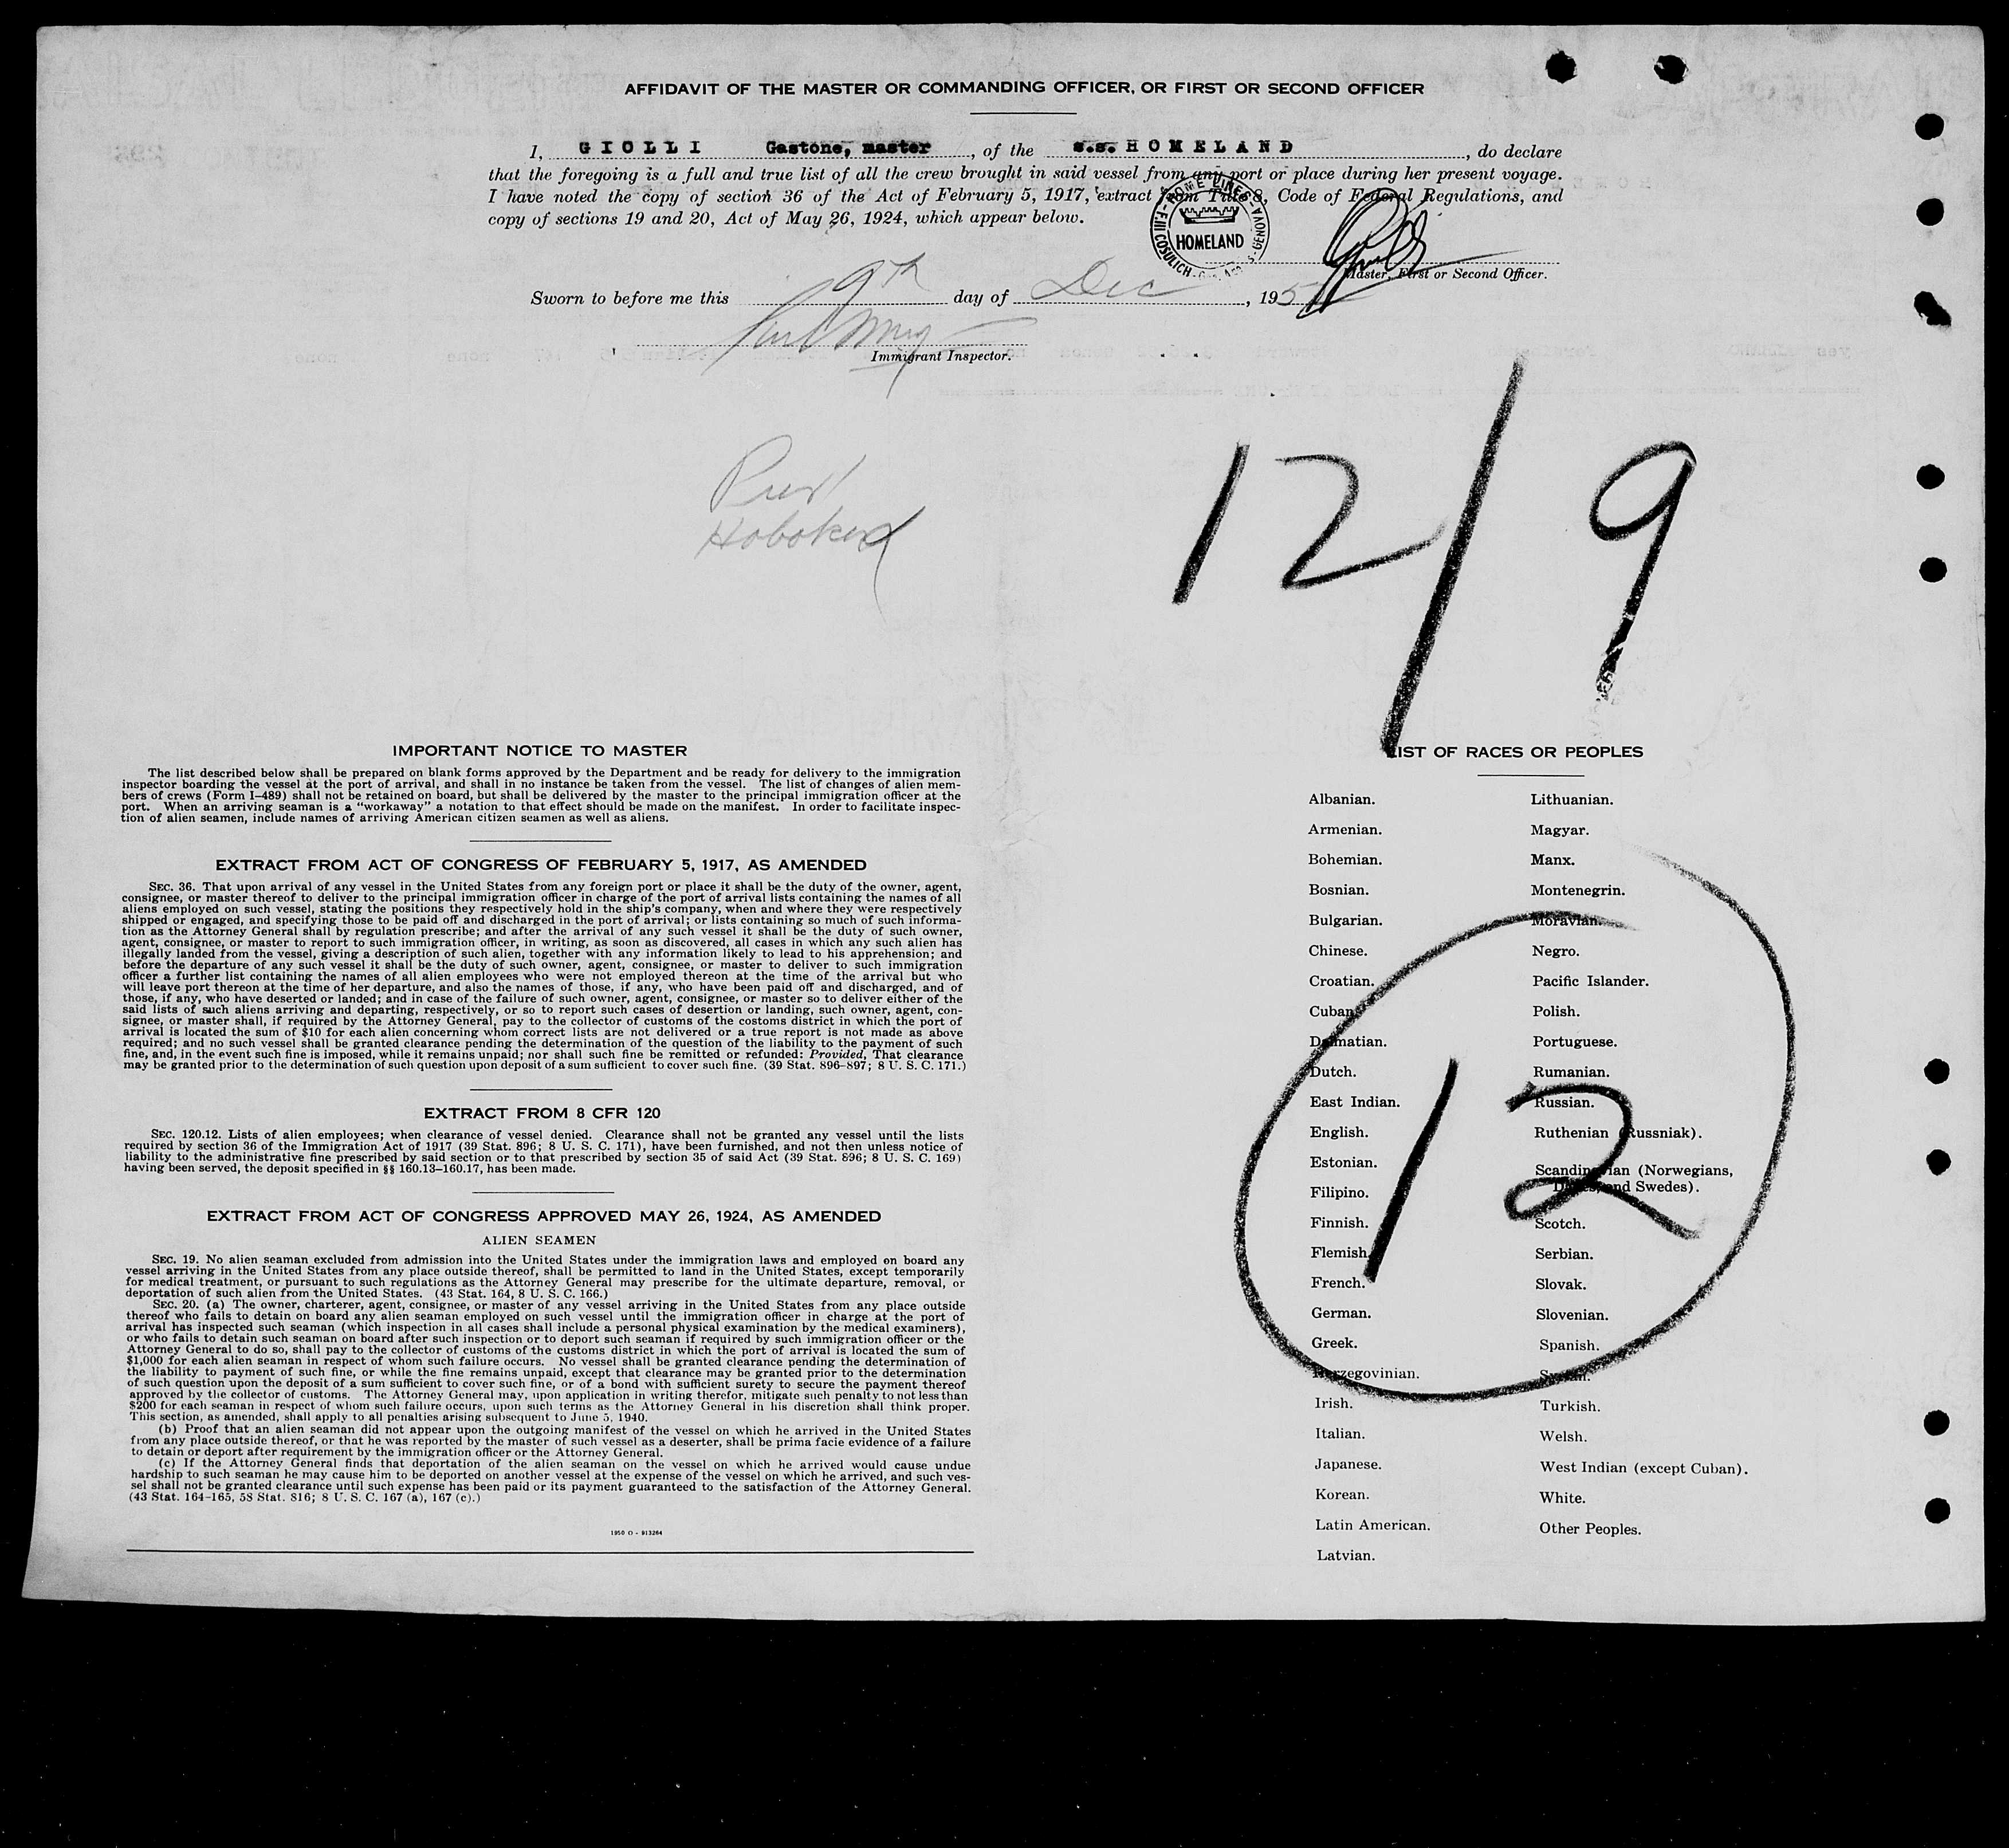 AFFIDAVIT OF THE MASTER OR COMMANDING OFFICER, OR FIRST OR SECOND OFFICER
I, GIOLLI Gastone, master, of the s.s. HOMELAND, do declare
that the foregoing is a full and true list of all the crew brought in said vessel from any port or place during her present voyage.
I have noted the copy of section 36 of the Act of February 5, 1917, extract from Title 8, Code of Federal Regulations, and
copy of sections 19 and 20, Act of May 26, 1924, which appear below.
HOME LINES - GENOVA
F.lli COSULICH
HOMELAND
Master, First or Second Officer.
Sworn to before me this 9th day of Dec, 195
Immigrant Inspector.
Hoboken
12/9
IMPORTANT NOTICE TO MASTER
The list described below shall be prepared on blank forms approved by the Department and be ready for delivery to the immigration
inspector boarding the vessel at the port of arrival, and shall in no instance be taken from the vessel. The list of changes of alien mem-
bers of crews (Form I-489) shall not be retained on board, but shall be delivered by the master to the principal immigration officer at the
port. When an arriving seaman is a "workaway" a notation to that effect should be made on the manifest. In order to facilitate inspec-
tion of alien seamen, include names of arriving American citizen seamen as well as aliens.
EXTRACT FROM ACT OF CONGRESS OF FEBRUARY 5, 1917, AS AMENDED
SEC. 36. That upon arrival of any vessel in the United States from any foreign port or place it shall be the duty of the owner, agent,
consignee, or master thereof to deliver to the principal immigration officer in charge of the port of arrival lists containing the names of all
aliens employed on such vessel, stating the positions they respectively hold in the ship's company, when and where they were respectively
shipped or engaged, and specifying those to be paid off and discharged in the port of arrival; or lists containing so much of such informa-
tion as the Attorney General shall by regulation prescribe; and after the arrival of any such vessel it shall be the duty of such owner,
agent, consignee, or master to report to such immigration officer, in writing, as soon as discovered, all cases in which any such alien has
illegally landed from the vessel, giving a description of such alien, together with any information likely to lead to his apprehension; and
before the departure of any such vessel it shall be the duty of such owner, agent, consignee, or master to deliver to such immigration
officer a further list containing the names of all alien employees who were not employed thereon at the time of the arrival but who
will leave port thereon at the time of her departure, and also the names of those, if any, who have been paid off and discharged, and of
those, if any, who have deserted or landed; and in case of the failure of such owner, agent, consignee, or master so to deliver either of the
said lists of such aliens arriving and departing, respectively, or so to report such cases of desertion or landing, such owner, agent, con-
signee, or master shall, if required by the Attorney General, pay to the collector of customs of the costoms district in which the port of
arrival is located the sum of $10 for each alien concerning whom correct lists are not delivered or a true report is not made as above
required; and no such vessel shall be granted clearance pending the determination of the question of the liability to the payment of such
fine, and, in the event such fine is imposed, while it remains unpaid; nor shall such fine be remitted or refunded: Provided, That clearance
may be granted prior to the determination of such question upon deposit of a sum sufficient to cover such fine. (39 Stat. 896-897; 8 U. S. C. 171.)
EXTRACT FROM 8 CFR 120
SEC. 120.12. Lists of alien employees; when clearance of vessel denied. Clearance shall not be granted any vessel until the lists
required by section 36 of the Immigration Act of 1917 (39 Stat. 896; 8 U. S. C. 171), have been furnished, and not then unless notice of
liability to the administrative fine prescribed by said section or to that prescribed by section 35 of said Act (39 Stat. 896; 8 U. S. C. 169)
having been served, the deposit specified in §§ 160.13-160.17, has been made.
EXTRACT FROM ACT OF CONGRESS APPROVED MAY 26, 1924, AS AMENDED
ALIEN SEAMEN
SEC. 19. No alien seaman excluded from admission into the United States under the immigration laws and employed on board any
vessel arriving in the United States from any place outside thereof, shall be permitted to land in the United States, except temporarily
for medical treatment, or pursuant to such regulations as the Attorney General may prescribe for the ultimate departure, removal, or
deportation of such alien from the United States. (43 Stat. 164, 8 U. S. C. 166.)
SEC. 20. (a) The owner, charterer, agent, consignee, or master of any vessel arriving in the United States from any place outside
thereof who fails to detain on board any alien seaman employed on such vessel until the immigration officer in charge at the port of
arrival has inspected such seaman (which inspection in all cases shall include a personal physical examination by the medical examiners),
or who fails to detain such seaman on board after such inspection or to deport such seaman if required by such immigration officer or the
Attorney General to do so, shall pay to the collector of customs of the customs district in which the port of arrival is located the sum of
$1,000 for each alien seaman in respect of whom such failure occurs. No vessel shall be granted clearance pending the determination of
the liability to payment of such fine, or while the fine remains unpaid, except that clearance may be granted prior to the determination
of such question upon the deposit of a sum sufficient to cover such fine, or of a bond with sufficient surety to secure the payment thereof
approved by the collector of customs. The Attorney General may, upon application in writing therefor, mitigate such penalty to not less than
$200 for each seaman in respect of whom such failure occurs, upon such terms as the Attorney General in his discretion shall think proper.
This section, as amended, shall apply to all penalties arising subsequent to June 5, 1940.
(b) Proof that an alien seaman did not appear upon the outgoing manifest of the vessel on which he arrived in the United States
from any place outside thereof, or that he was reported by the master of such vessel as a deserter, shall be prima facie evidence of a failure
to detain or deport after requirement by the immigration officer or the Attorney General.
(c) If the Attorney General finds that deportation of the alien seaman on the vessel on which he arrived would cause undue
hardship to such seaman he may cause him to be deported on another vessel at the expense of the vessel on which he arrived, and such ves-
sel shall not be granted clearance until such expense has been paid or its payment guaranteed to the satisfaction of the Attorney General.
(43 Stat. 164-165, 58 Stat. 816; 8 U. S. C. 167 (a), 167 (c).)
1950 O - 913264
LIST OF RACES OR PEOPLES
Albanian.
Armenian.
Bohemian.
Bosnian.
Bulgarian.
Chinese.
Croatian.
Cuban.
Dalmatian.
Dutch.
East Indian.
English.
Estonian.
Filipino.
Finnish.
Flemish.
French.
German.
Greek.
Herzegovinian.
Irish.
Italian.
Japanese.
Korean.
Latin American.
Latvian.
Lithuanian.
Magyar.
Manx.
Montenegrin.
Moravian.
Negro.
Pacific Islander.
Polish.
Portuguese.
Rumanian.
Russian.
Ruthenian (Russniak).
Scandinavian (Norwegians,
Danes, and Swedes).
Scotch.
Serbian.
Slovak.
Slovenian.
Spanish.
Syrian.
Turkish.
Welsh.
West Indian (except Cuban).
White.
Other Peoples.
12